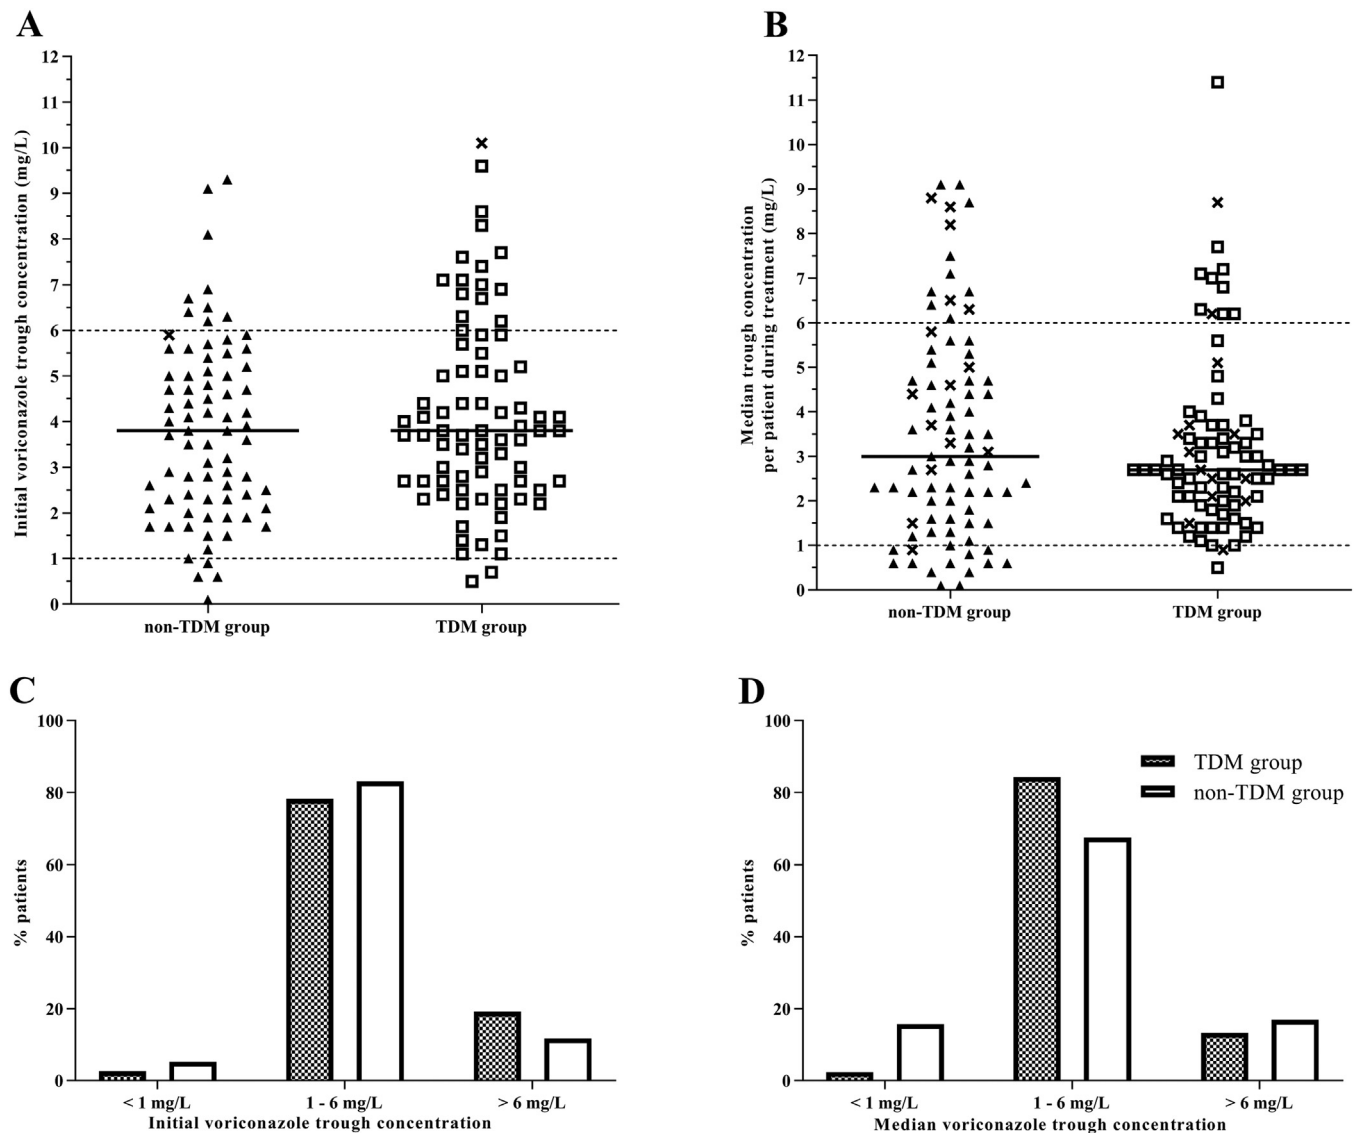 A
B
Initial voriconazole trough concentration (mg/L)
12
11
10
9
8
7
6
5
4
3
2
1
0
non-TDM group
TDM group
Median trough concentration
per patient during treatment (mg/L)
12
11
10
9
8
7
6
5
4
3
2
1
0
non-TDM group
TDM group
C
D
% patients
100
80
60
40
20
0
< 1 mg/L
1 - 6 mg/L
> 6 mg/L
Initial voriconazole trough concentration
% patients
100
80
60
40
20
0
TDM group
non-TDM group
< 1 mg/L
1 - 6 mg/L
> 6 mg/L
Median voriconazole trough concentration